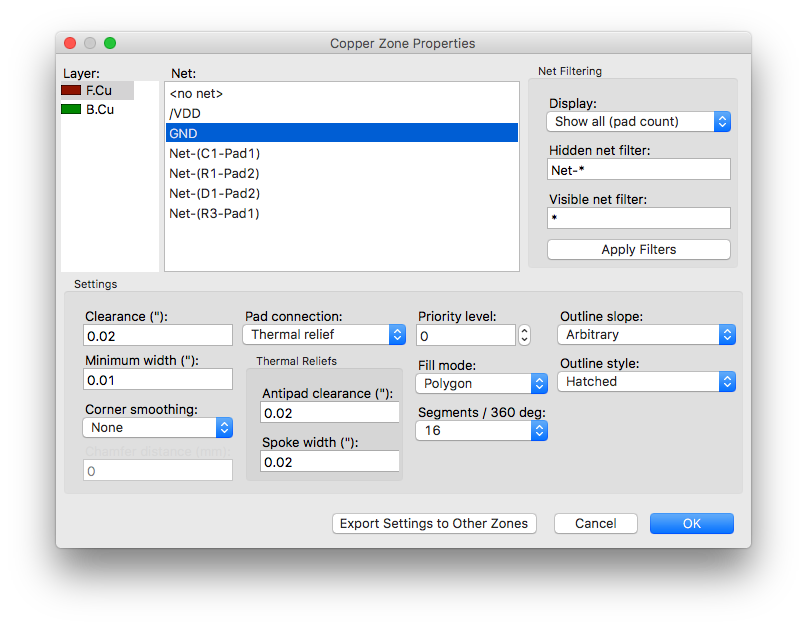 Copper Zone Properties
Layer:
F.Cu
B.Cu
Net:
<no net>
/VDD
GND
Net-(C1-Pad1)
Net-(R1-Pad2)
Net-(D1-Pad2)
Net-(R3-Pad1)
Net Filtering
Display:
Show all (pad count)
Hidden net filter:
Net-*
Visible net filter:
*
Apply Filters
Settings
Clearance ("):
0.02
Minimum width ("):
0.01
Corner smoothing:
None
Chamfer distance (mm):
0
Pad connection:
Thermal relief
Thermal Reliefs
Antipad clearance ("):
0.02
Spoke width ("):
0.02
Priority level:
0
Fill mode:
Polygon
Segments / 360 deg:
16
Outline slope:
Arbitrary
Outline style:
Hatched
Export Settings to Other Zones
Cancel
OK